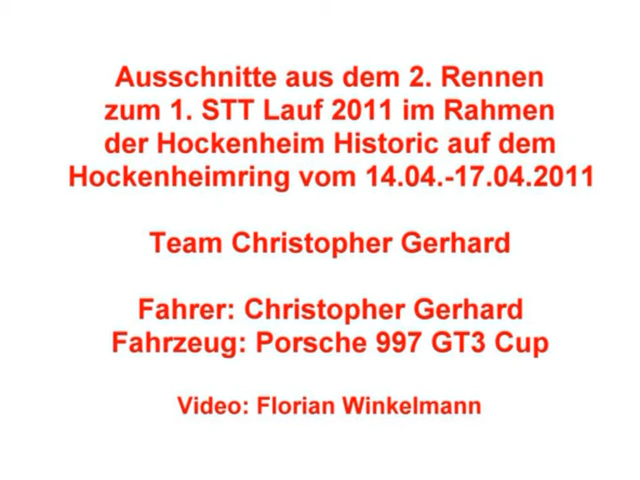 Ausschnitte aus dem 2. Rennen
zum 1. STT Lauf 2011 im Rahmen
der Hockenheim Historic auf dem
Hockenheimring vom 14.04.-17.04.2011
Team Christopher Gerhard
Fahrer: Christopher Gerhard
Fahrzeug: Porsche 997 GT3 Cup
Video: Florian Winkelmann